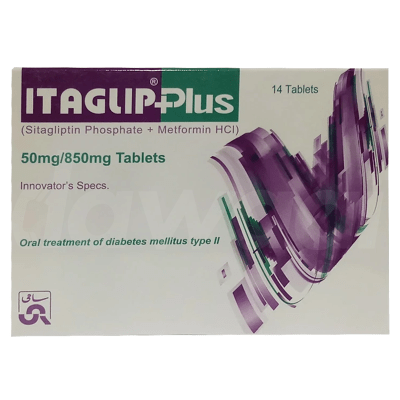 ITAGLIP®Plus
14 Tablets
(Sitagliptin Phosphate + Metformin HCl)
50mg/850mg Tablets
Innovator's Specs.
Oral treatment of diabetes mellitus type II
ساقی